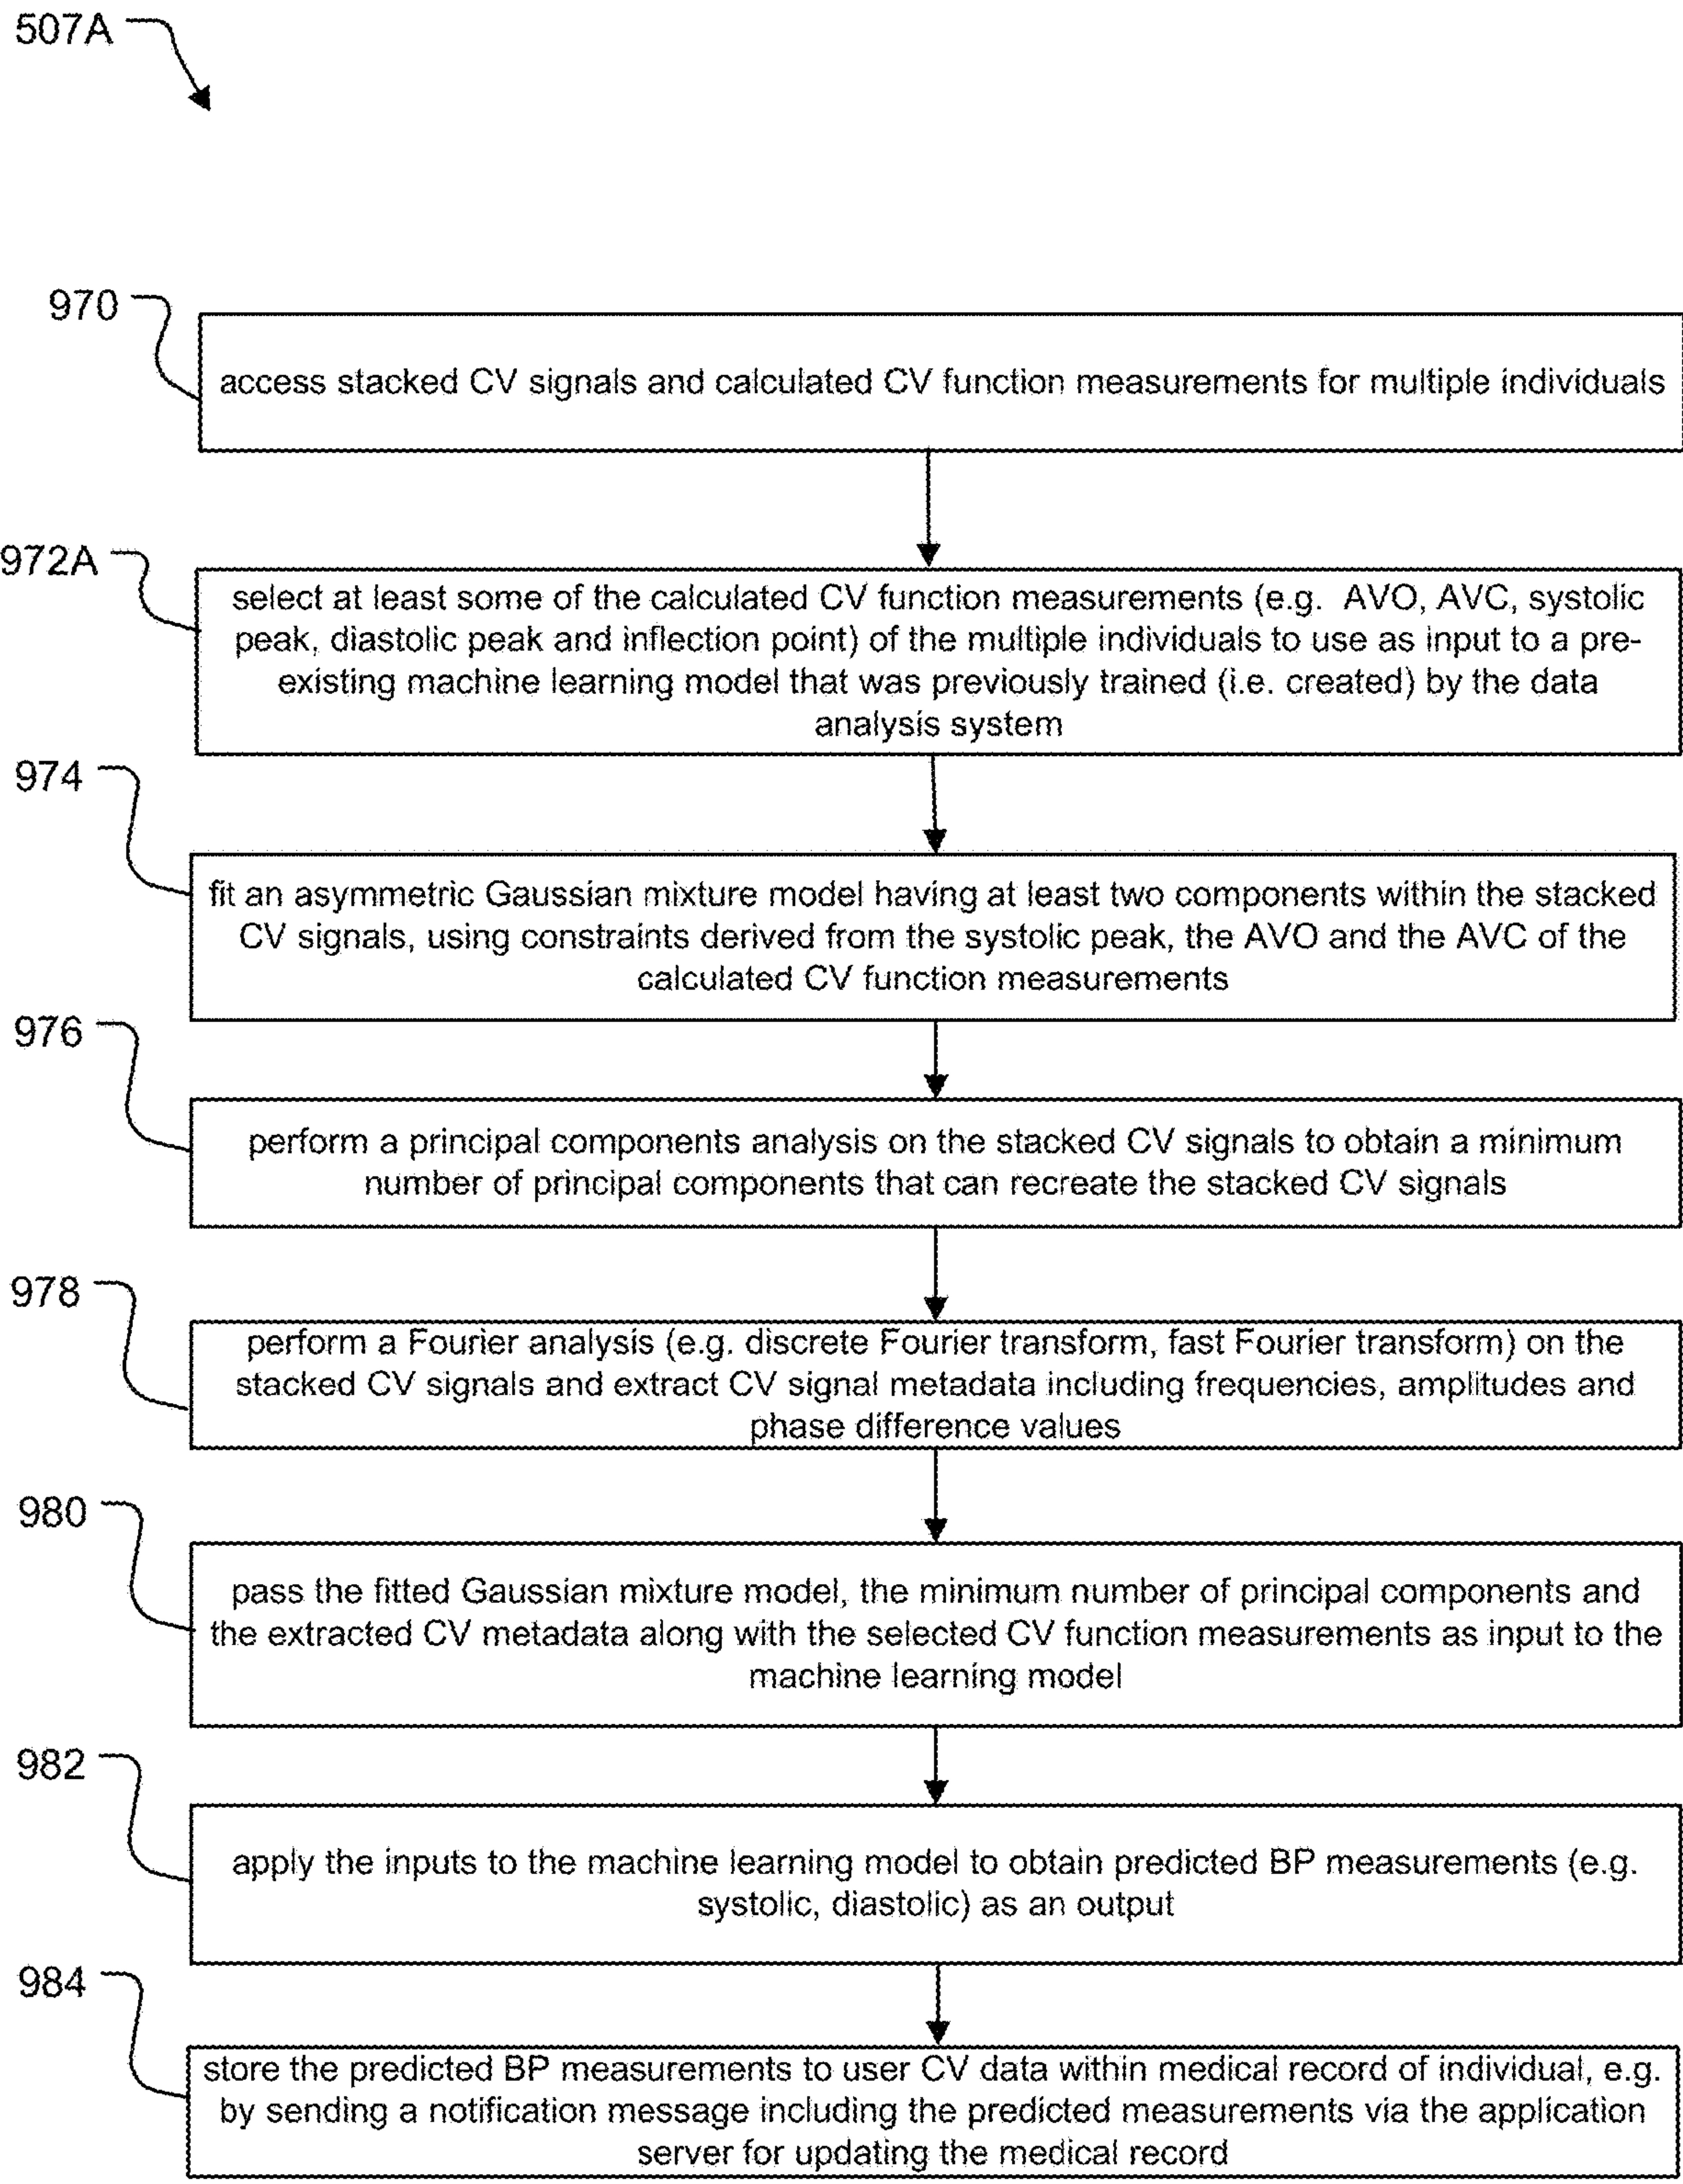 507A
970
access stacked CV signals and calculated CV function measurements for multiple individuals
972A
select at least some of the calculated CV function measurements (e.g. AVO, AVC, systolic
peak, diastolic peak and inflection point) of the multiple individuals to use as input to a pre-
existing machine learning model that was previously trained (i.e. created) by the data
analysis system
974
fit an asymmetric Gaussian mixture model having at least two components within the stacked
CV signals, using constraints derived from the systolic peak, the AVO and the AVC of the
calculated CV function measurements
976
perform a principal components analysis on the stacked CV signals to obtain a minimum
number of principal components that can recreate the stacked CV signals
978
perform a Fourier analysis (e.g. discrete Fourier transform, fast Fourier transform) on the
stacked CV signals and extract CV signal metadata including frequencies, amplitudes and
phase difference values
980
pass the fitted Gaussian mixture model, the minimum number of principal components and
the extracted CV metadata along with the selected CV function measurements as input to the
machine learning model
982
apply the inputs to the machine learning model to obtain predicted BP measurements (e.g.
systolic, diastolic) as an output
984
store the predicted BP measurements to user CV data within medical record of individual, e.g.
by sending a notification message including the predicted measurements via the application
server for updating the medical record